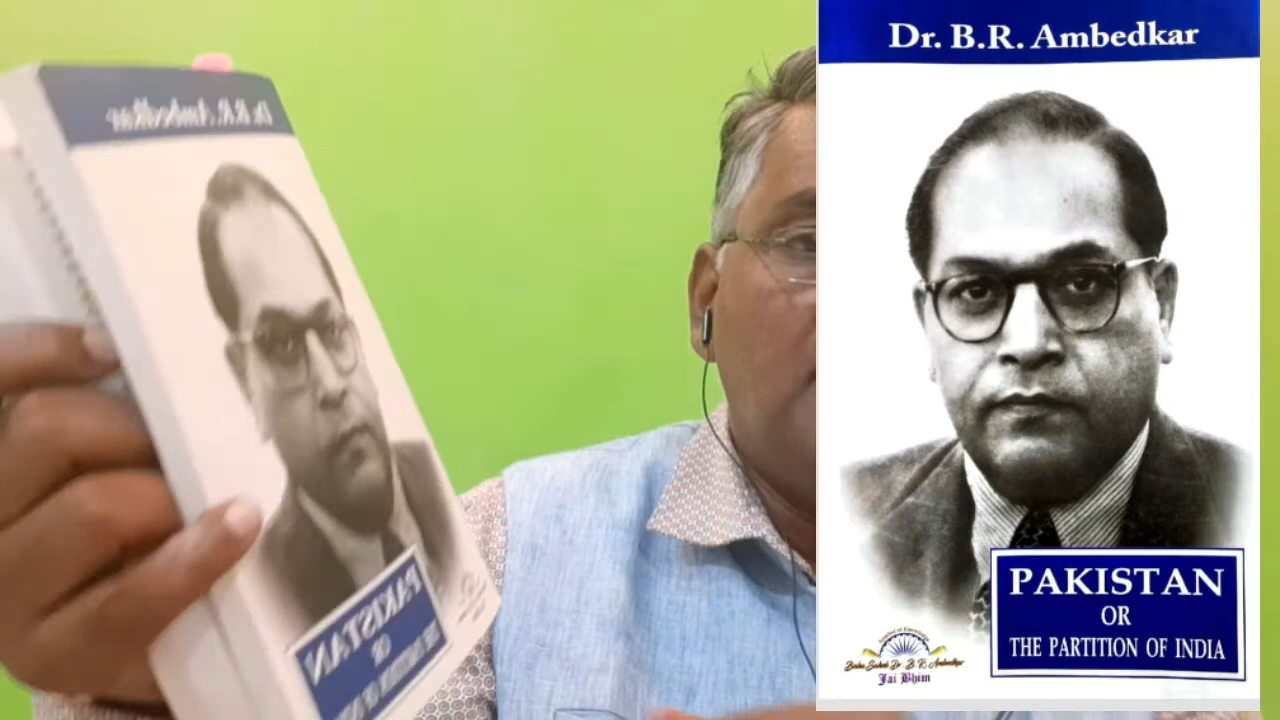 Dr. B.R. Ambedkar
PAKISTAN
OR
THE PARTITION OF INDIA
Jai Bhim
Dr. B.R. Ambedkar
PAKISTAN
OR